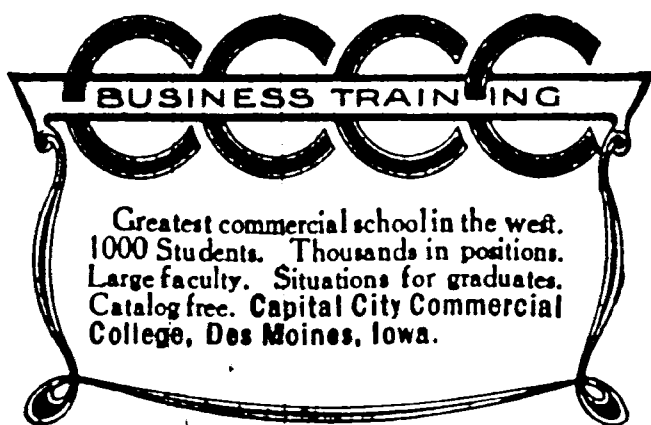 CCCC
BUSINESS TRAINING
Greatest commercial school in the west.
1000 Students. Thousands in positions.
Large faculty. Situations for graduates.
Catalog free. Capital City Commercial
College, Des Moines, Iowa.